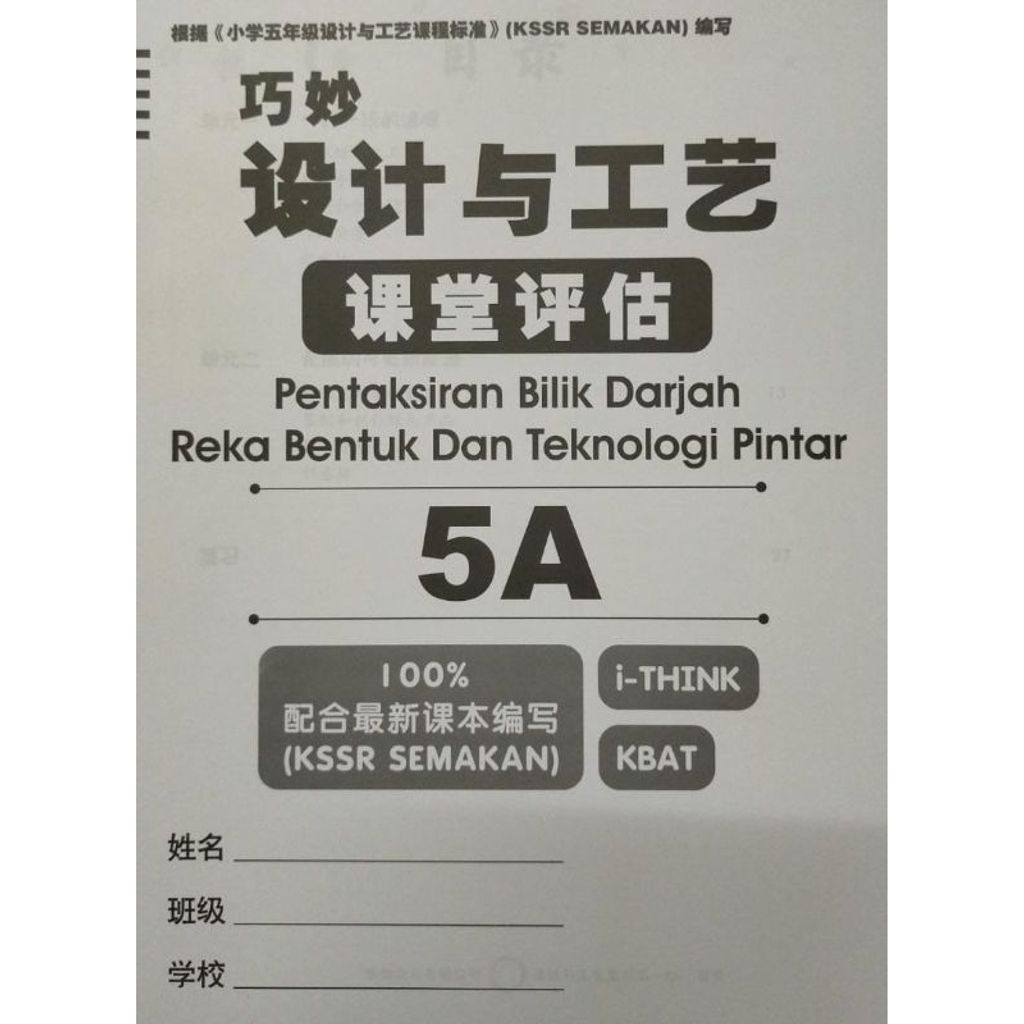 根据《小学五年级设计与工艺课程标准》(KSSR SEMAKAN) 编写
巧妙
设计与工艺
课堂评估
Pentaksiran Bilik Darjah
Reka Bentuk Dan Teknologi Pintar
5A
100%
配合最新课本编写
(KSSR SEMAKAN)
i-THINK
KBAT
姓名
班级
学校